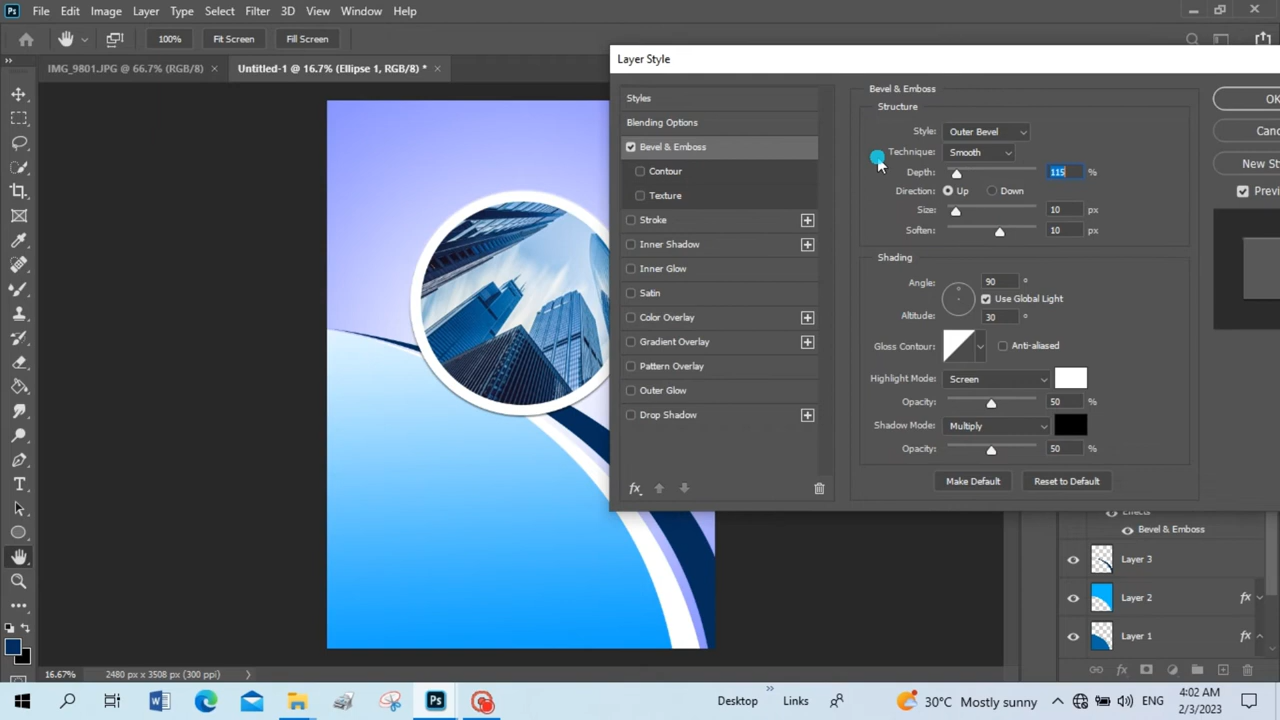 Ps File Edit Image Layer Type Select Filter 3D View Window Help
100% Fit Screen Fill Screen
IMG_9801.JPG @ 66.7% (RGB/8) × Untitled-1 @ 16.7% (Ellipse 1, RGB/8) * ×
Layer Style
Styles
Blending Options
Bevel & Emboss
Contour
Texture
Stroke
Inner Shadow
Inner Glow
Satin
Color Overlay
Gradient Overlay
Pattern Overlay
Outer Glow
Drop Shadow
fx
Bevel & Emboss
Structure
Style: Outer Bevel
Technique: Smooth
Depth: 115 %
Direction: Up Down
Size: 10 px
Soften: 10 px
Shading
Angle: 90 °
Use Global Light
Altitude: 30 °
Gloss Contour: Anti-aliased
Highlight Mode: Screen
Opacity: 50 %
Shadow Mode: Multiply
Opacity: 50 %
Make Default Reset to Default
OK
Canc
New St
Previ
Effects
Bevel & Emboss
Layer 3
Layer 2 fx
Layer 1 fx
16.67% 2480 px x 3508 px (300 ppi)
Desktop Links 30°C Mostly sunny ENG
4:02 AM
2/3/2023